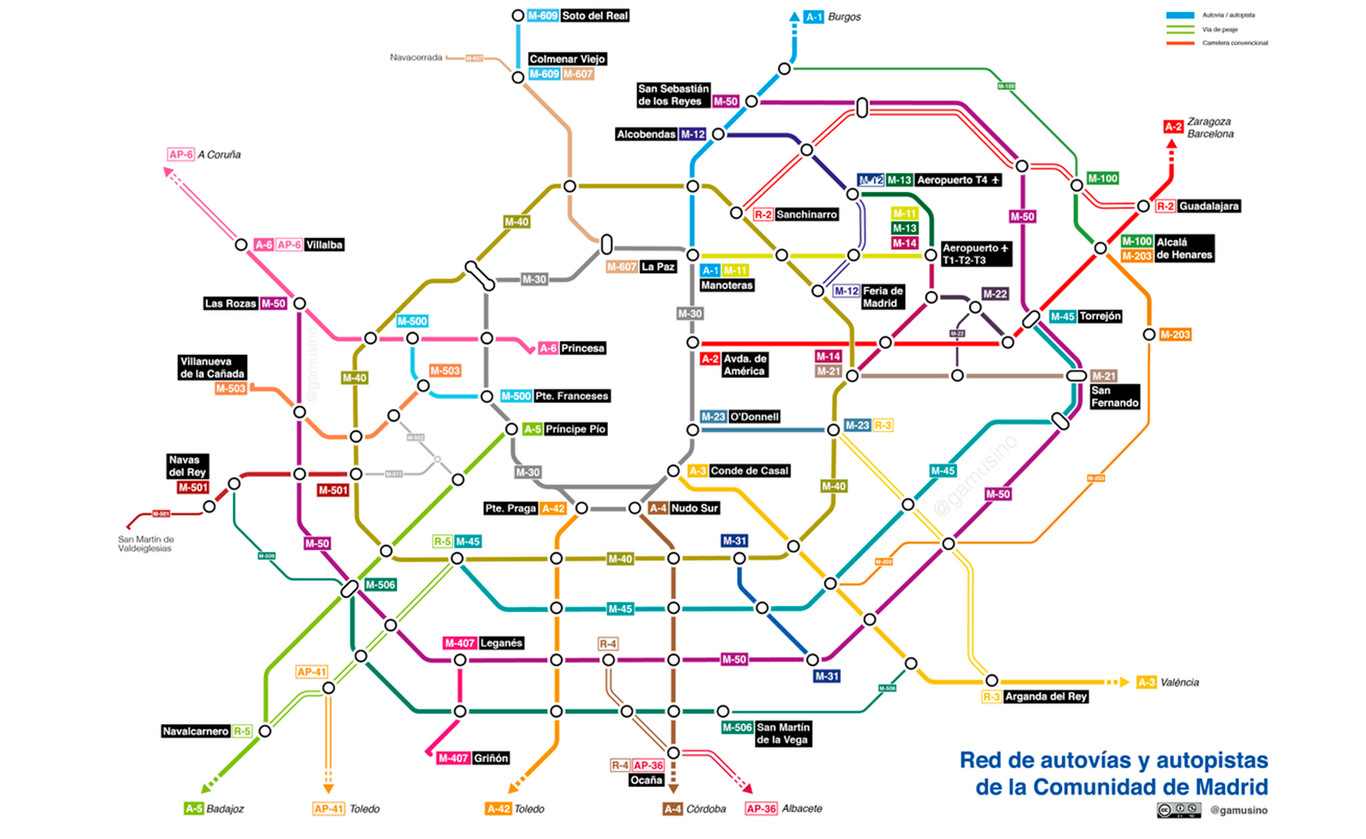 M-609 Soto del Real
A-1 Burgos
Autovía / autopista
Vía de peaje
Carretera convencional
Navacerrada M-607
Colmenar Viejo
M-609 M-607
M-100
San Sebastián
de los Reyes M-50
Alcobendas M-12
A-2 Zaragoza
Barcelona
AP-6 A Coruña
M-12 M-13 Aeropuerto T4
M-100
R-2 Guadalajara
M-40
R-2 Sanchinarro
M-11
M-13
M-14
M-50
A-6 AP-6 Villalba
Aeropuerto
T1-T2-T3
M-100 Alcalá
M-203 de Henares
M-607 La Paz
A-1 M-11
Manoteras
M-30
M-12 Feria de
Madrid
M-22
Las Rozas M-50
M-30
M-500
M-45 Torrejón
M-22
M-203
A-6 Princesa
A-2 Avda. de
América
M-14
M-21
M-21
San
Fernando
Villanueva
de la Cañada
M-503
M-40
M-503
M-500 Pte. Franceses
@gamusino
M-23 O'Donnell
M-23 R-3
A-5 Príncipe Pío
Navas
del Rey
M-501
M-501
M-511
M-30
A-3 Conde de Casal
M-45
M-203
M-40
M-50
@gamusino
M-501
San Martín de
Valdeiglesias
Pte. Praga A-42
A-4 Nudo Sur
M-50
R-5 M-45
M-40
M-31
M-506
M-203
M-506
M-45
M-407 Leganés
R-4
M-50
M-31
AP-41
M-506
A-3 Valéncia
R-3 Arganda del Rey
Navalcarnero R-5
M-506 San Martín
de la Vega
M-407 Griñón
R-4 AP-36
Ocaña
Red de autovías y autopistas
de la Comunidad de Madrid
A-5 Badajoz
AP-41 Toledo
A-42 Toledo
A-4 Córdoba
AP-36 Albacete
@gamusino